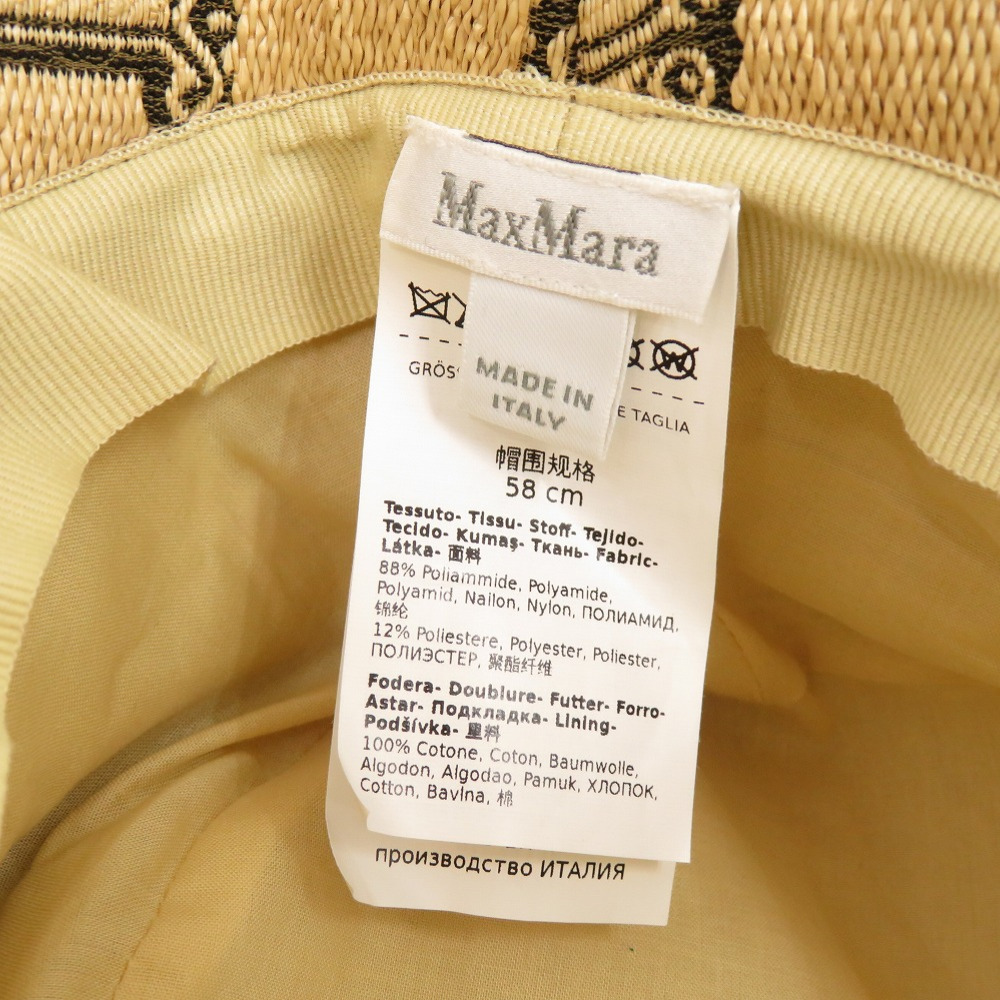 MaxMara
MADE IN
ITALY
TAGLIA
帽围规格
58 cm
Tessuto- Tissu- Stoff- Tejido-
Tecido- Kumaş- Ткань- Fabric-
Látka- 面料
88% Poliammide, Polyamide,
Polyamid, Nailon, Nylon, ПОЛИАМИД,
锦纶
12% Poliestere, Polyester, Poliester,
ПОЛИЭСТЕР, 聚酯纤维
Fodera- Doublure- Futter- Forro-
Astar- Подкладка- Lining-
Podšívka- 里料
100% Cotone, Coton, Baumwolle,
Algodon, Algodao, Pamuk, ХЛОПОК,
Cotton, Bavlna, 棉
производство ИТАЛИЯ